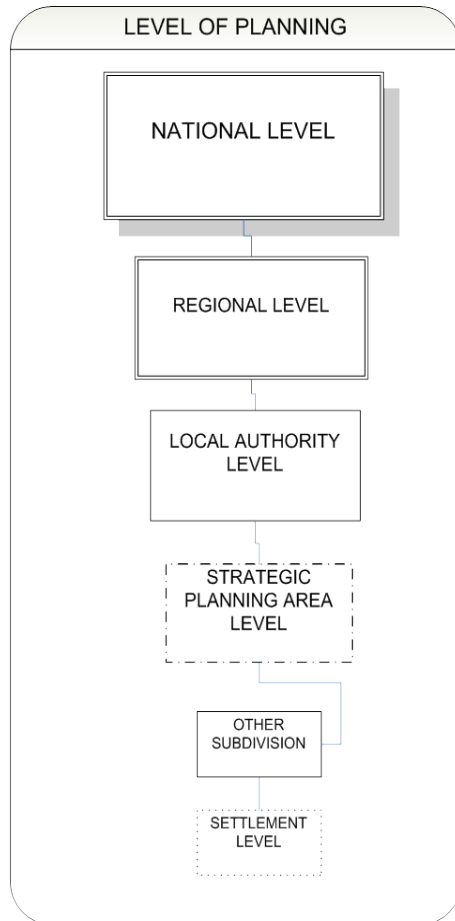 LEVEL OF PLANNING
NATIONAL LEVEL
REGIONAL LEVEL
LOCAL AUTHORITY
LEVEL
STRATEGIC
PLANNING AREA
LEVEL
OTHER
SUBDIVISION
SETTLEMENT
LEVEL